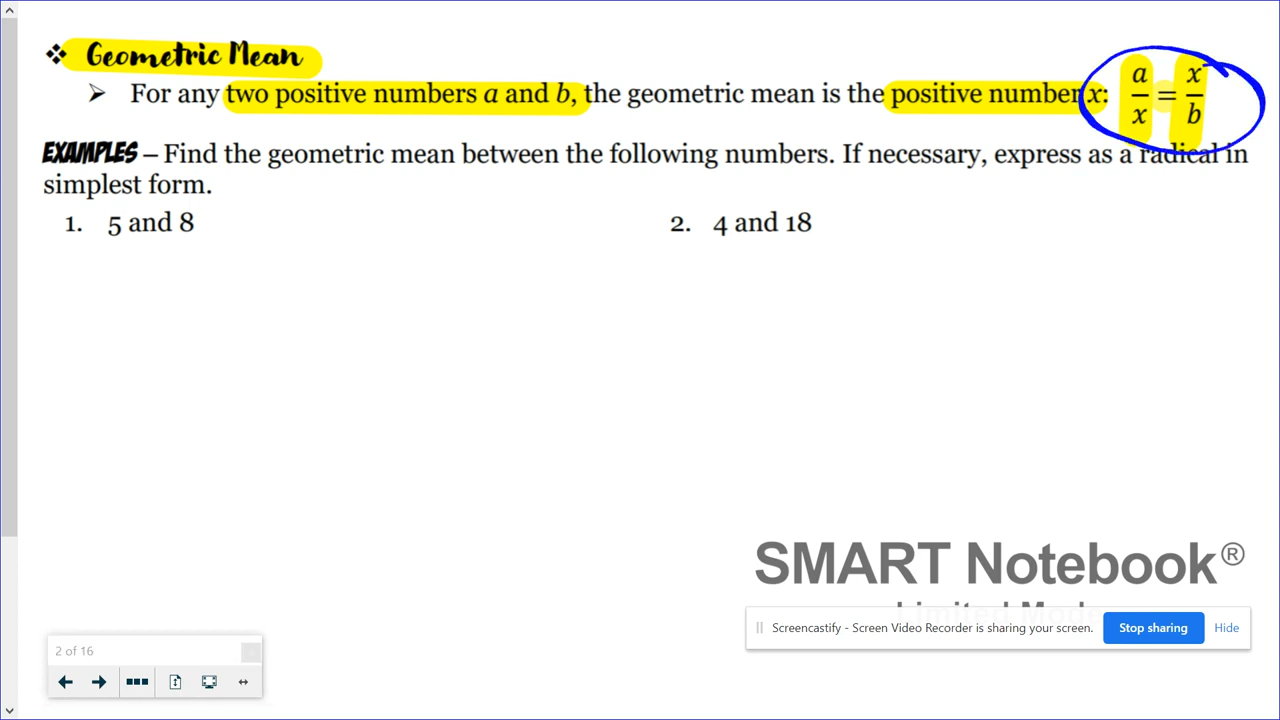 ❖ Geometric Mean
➢ For any two positive numbers a and b, the geometric mean is the positive number x: a/x = x/b
EXAMPLES – Find the geometric mean between the following numbers. If necessary, express as a radical in
simplest form.
1. 5 and 8 2. 4 and 18
SMART Notebook®
Limited Mode
Screencastify - Screen Video Recorder is sharing your screen. Stop sharing Hide
2 of 16